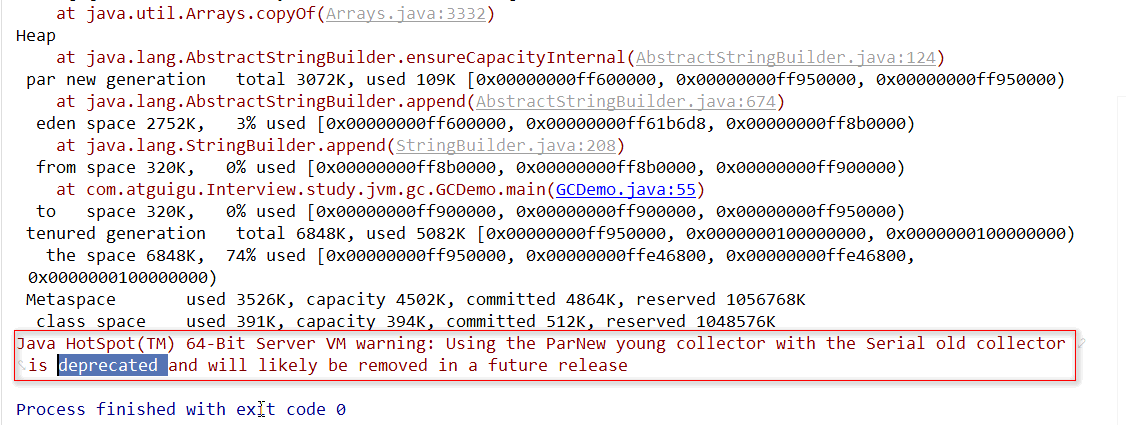 at java.util.Arrays.copyOf(Arrays.java:3332)
Heap
at java.lang.AbstractStringBuilder.ensureCapacityInternal(AbstractStringBuilder.java:124)
par new generation   total 3072K, used 109K [0x00000000ff600000, 0x00000000ff950000, 0x00000000ff950000)
at java.lang.AbstractStringBuilder.append(AbstractStringBuilder.java:674)
eden space 2752K,   3% used [0x00000000ff600000, 0x00000000ff61b6d8, 0x00000000ff8b0000)
at java.lang.StringBuilder.append(StringBuilder.java:208)
from space 320K,   0% used [0x00000000ff8b0000, 0x00000000ff8b0000, 0x00000000ff900000)
at com.atguigu.Interview.study.jvm.gc.GCDemo.main(GCDemo.java:55)
to   space 320K,   0% used [0x00000000ff900000, 0x00000000ff900000, 0x00000000ff950000)
tenured generation   total 6848K, used 5082K [0x00000000ff950000, 0x0000000100000000, 0x0000000100000000)
the space 6848K,  74% used [0x00000000ff950000, 0x00000000ffe46800, 0x00000000ffe46800,
0x0000000100000000)
Metaspace       used 3526K, capacity 4502K, committed 4864K, reserved 1056768K
class space    used 391K, capacity 394K, committed 512K, reserved 1048576K
Java HotSpot(TM) 64-Bit Server VM warning: Using the ParNew young collector with the Serial old collector
is deprecated and will likely be removed in a future release
Process finished with exit code 0